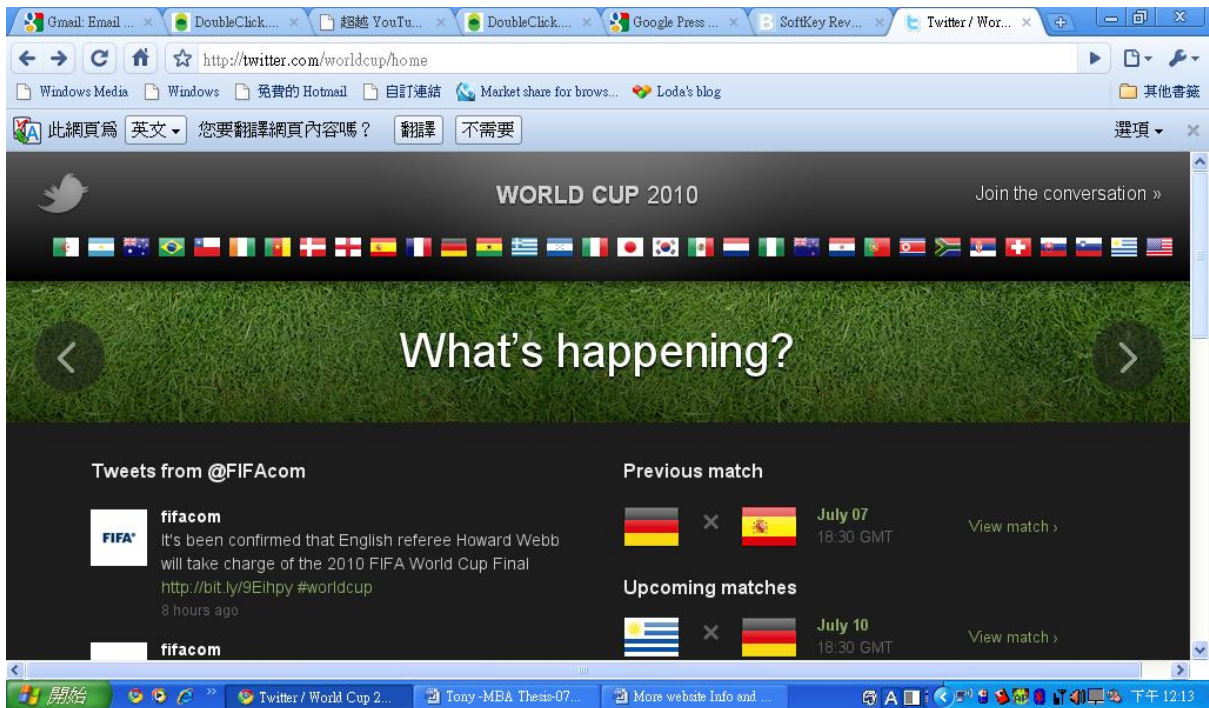 Gmail: Email ...
DoubleClick....
超越 YouTu...
DoubleClick....
Google Press ...
SoftKey Rev...
Twitter / Wor...
http://twitter.com/worldcup/home
Windows Media
Windows
免費的 Hotmail
自訂連結
Market share for brows...
Loda's blog
其他書籤
此網頁為 英文 您要翻譯網頁內容嗎？ 翻譯 不需要 選項
WORLD CUP 2010
Join the conversation »
What's happening?
Tweets from @FIFAcom
FIFA
fifacom
It's been confirmed that English referee Howard Webb
will take charge of the 2010 FIFA World Cup Final
http://bit.ly/9Eihpy #worldcup
8 hours ago
fifacom
Previous match
July 07
18:30 GMT
View match ›
Upcoming matches
July 10
18:30 GMT
View match ›
開始
Twitter / World Cup 2...
Tony -MBA Thesis-07...
More website Info and ...
A
下午 12:13